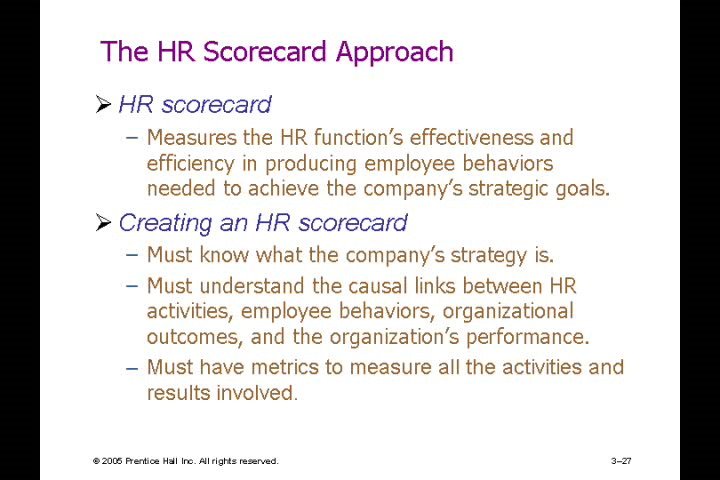 The HR Scorecard Approach
➢ HR scorecard
– Measures the HR function's effectiveness and
efficiency in producing employee behaviors
needed to achieve the company's strategic goals.
➢ Creating an HR scorecard
– Must know what the company's strategy is.
– Must understand the causal links between HR
activities, employee behaviors, organizational
outcomes, and the organization's performance.
– Must have metrics to measure all the activities and
results involved.
© 2005 Prentice Hall Inc. All rights reserved.
3–27